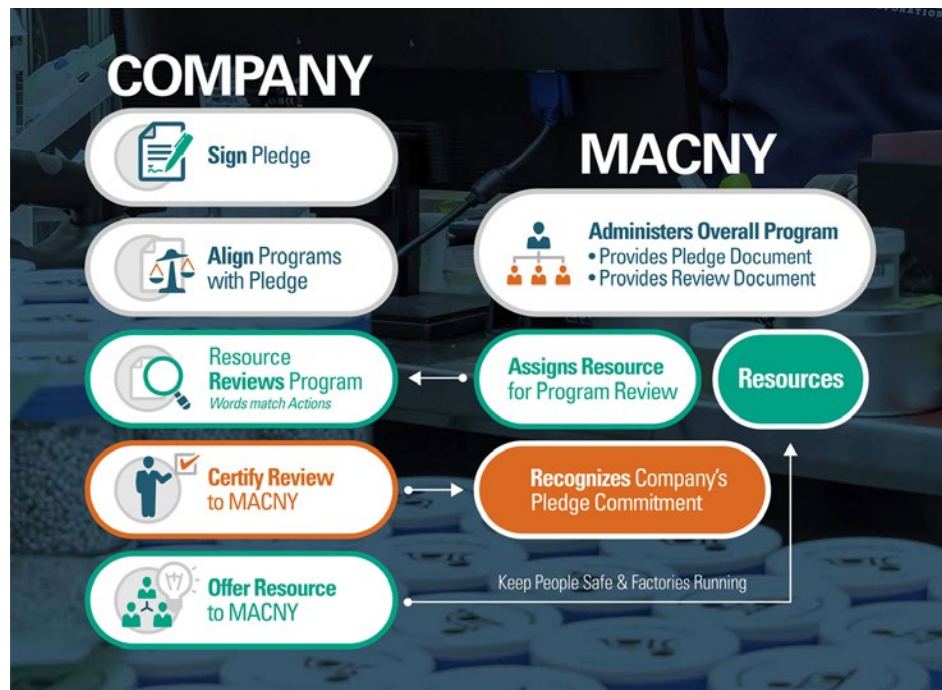 COMPANY
Sign Pledge
Align Programs
with Pledge
Resource
Reviews Program
Words match Actions
Certify Review
to MACNY
Offer Resource
to MACNY
MACNY
Administers Overall Program
• Provides Pledge Document
• Provides Review Document
Assigns Resource
for Program Review
Resources
Recognizes Company's
Pledge Commitment
Keep People Safe & Factories Running